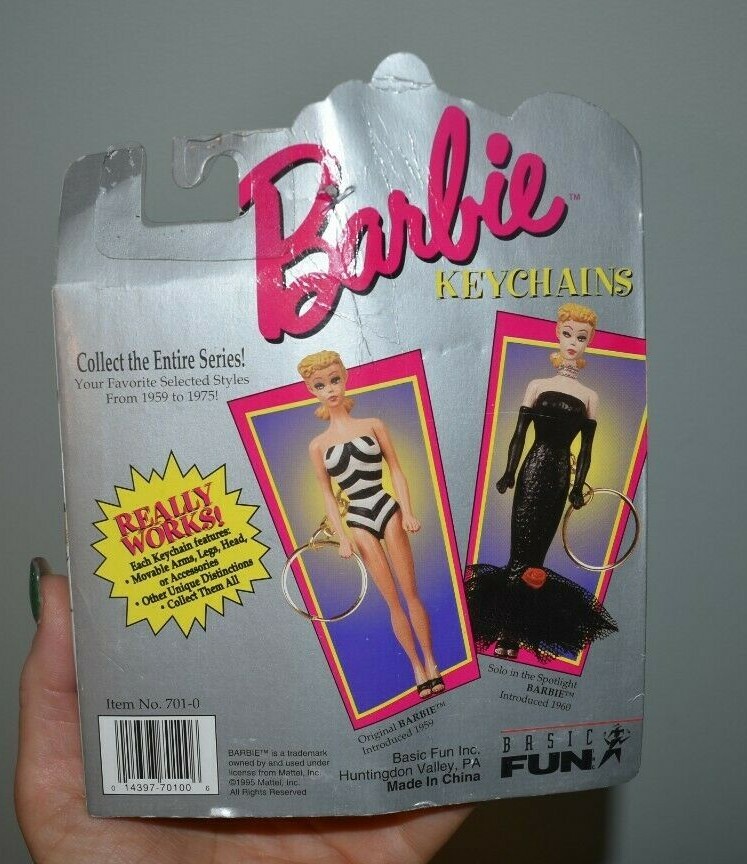 Barbie™
KEYCHAINS
Collect the Entire Series!
Your Favorite Selected Styles
From 1959 to 1975!
REALLY
WORKS!
Each Keychain features:
• Movable Arms, Legs, Head,
or Accessories
• Other Unique Distinctions
• Collect Them All
Original BARBIE™
Introduced 1959
Solo in the Spotlight
BARBIE™
Introduced 1960
Item No. 701-0
0 14397-70100 6
BARBIE™ is a trademark
owned by and used under
license from Mattel, Inc
©1995 Mattel, Inc.
All Rights Reserved
Basic Fun Inc.
Huntingdon Valley, PA
Made In China
BASIC
FUN